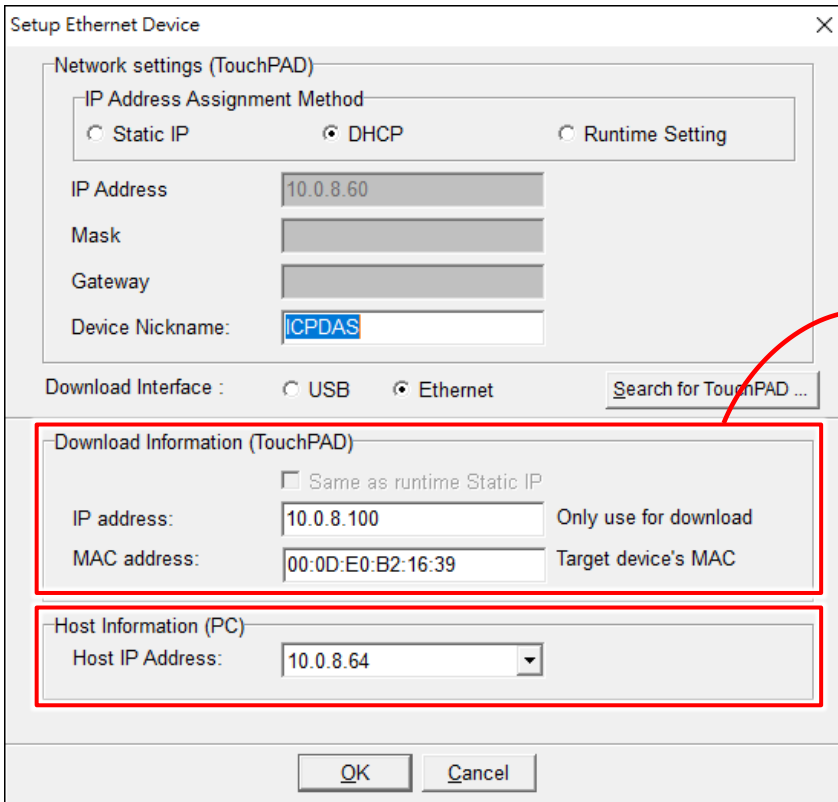 Setup Ethernet Device
Network settings (TouchPAD)
IP Address Assignment Method
Static IP DHCP Runtime Setting
IP Address 10.0.8.60
Mask
Gateway
Device Nickname: ICPDAS
Download Interface : USB Ethernet Search for TouchPAD ...
Download Information (TouchPAD)
Same as runtime Static IP
IP address: 10.0.8.100 Only use for download
MAC address: 00:0D:E0:B2:16:39 Target device's MAC
Host Information (PC)
Host IP Address: 10.0.8.64
OK Cancel